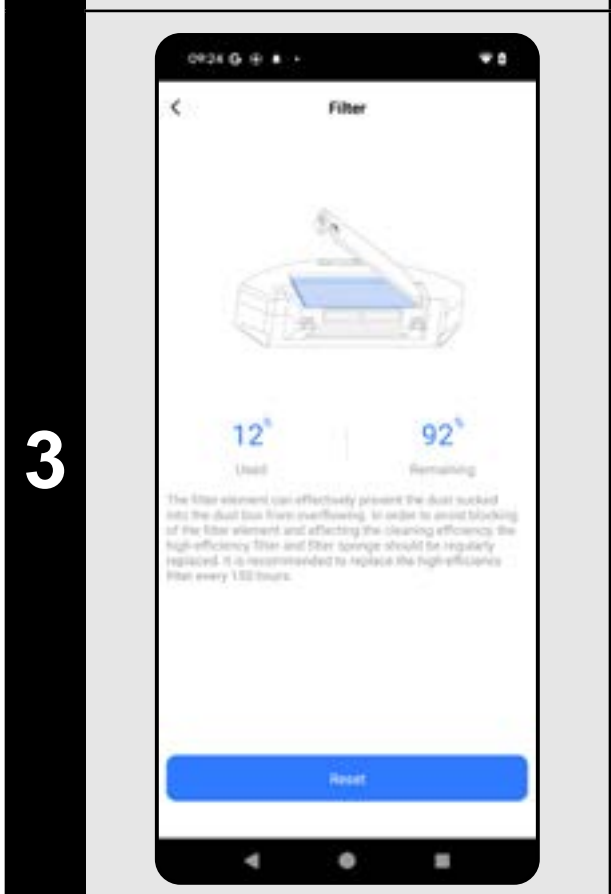 09:24 G
Filter
3
12 h
92 %
Used
Remaining
The filter element can effectively prevent the dust sucked
into the dust box from overflowing. In order to avoid blocking
of the filter element and affecting the cleaning efficiency, the
high-efficiency filter and filter sponge should be regularly
replaced. It is recommended to replace the high-efficiency
filter every 150 hours.
Reset